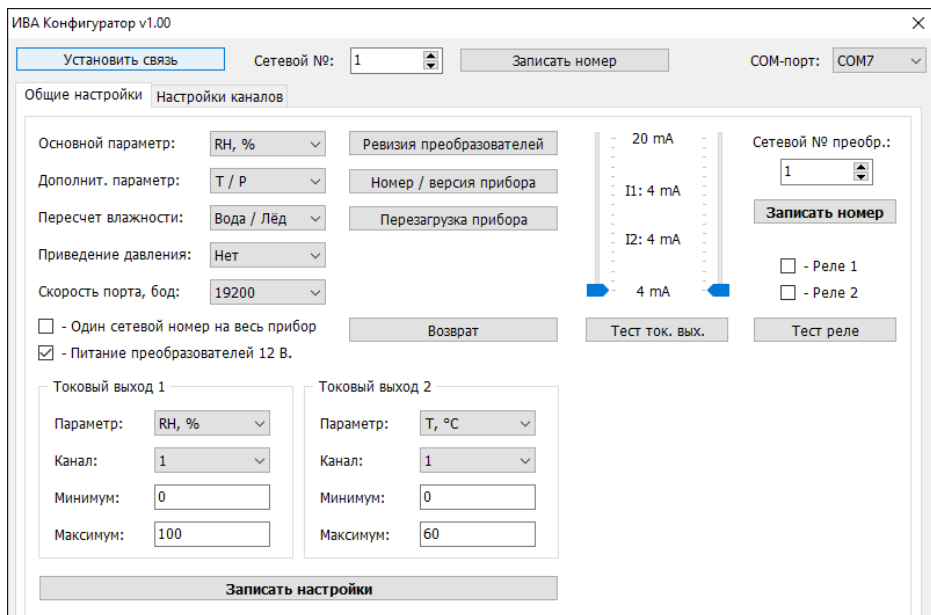 ИВА Конфигуратор v1.00
Установить связь Сетевой №: 1 Записать номер COM-порт: COM7
Общие настройки Настройки каналов
Основной параметр: RH, % Ревизия преобразователей 20 mA Сетевой № преобр.:
Дополнит. параметр: T / P Номер / версия прибора I1: 4 mA 1
Пересчет влажности: Вода / Лёд Перезагрузка прибора Записать номер
I2: 4 mA
Приведение давления: Нет - Реле 1
Скорость порта, бод: 19200 4 mA - Реле 2
- Один сетевой номер на весь прибор Возврат Тест ток. вых. Тест реле
- Питание преобразователей 12 В.
Токовый выход 1 Токовый выход 2
Параметр: RH, % Параметр: T, °C
Канал: 1 Канал: 1
Минимум: 0 Минимум: 0
Максимум: 100 Максимум: 60
Записать настройки